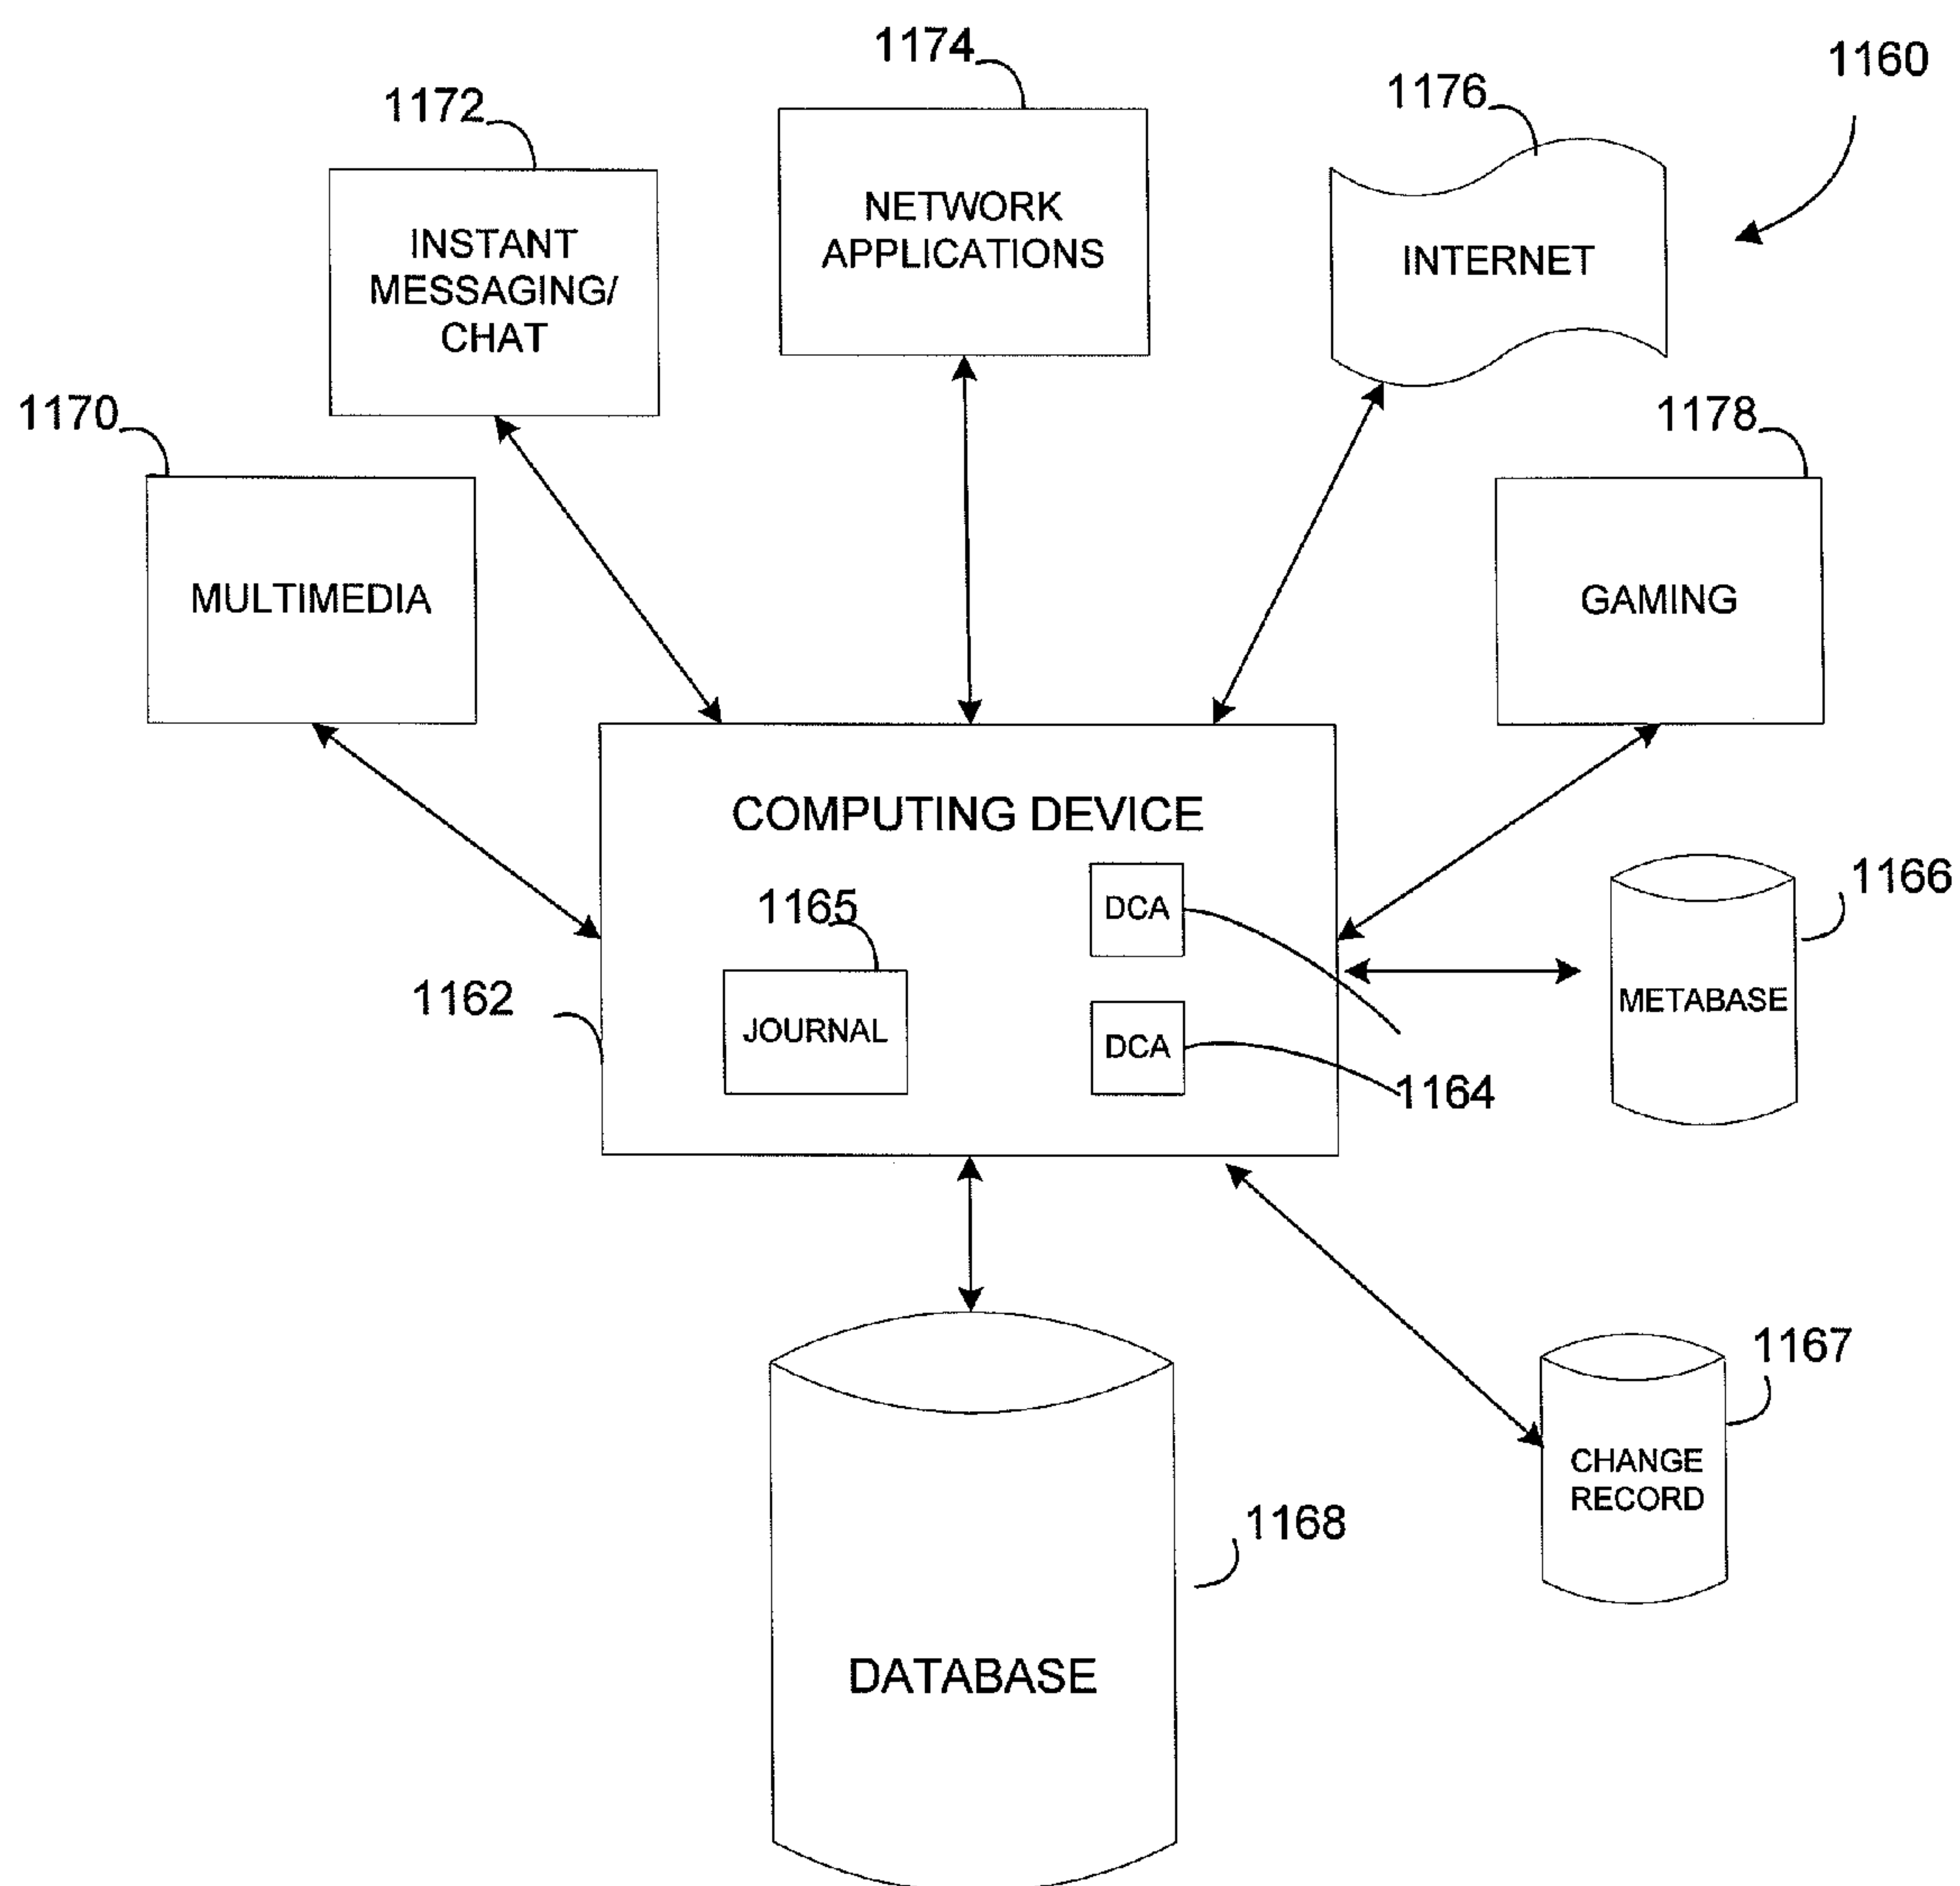 1174
1160
1176
1172
NETWORK
APPLICATIONS
INSTANT
MESSAGING/
CHAT
INTERNET
1170
1178
MULTIMEDIA
GAMING
COMPUTING DEVICE
1166
DCA
1165
1162
METABASE
JOURNAL
DCA
1164
1167
CHANGE
RECORD
1168
DATABASE